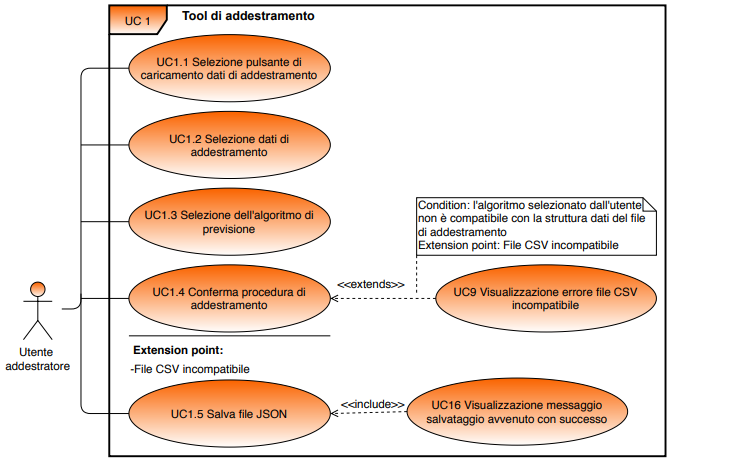 UC 1
Tool di addestramento
UC1.1 Selezione pulsante di
caricamento dati di addestramento
UC1.2 Selezione dati di
addestramento
UC1.3 Selezione dell'algoritmo di
previsione
Condition: l'algoritmo selezionato dall'utente
non è compatibile con la struttura dati del file
di addestramento
Extension point: File CSV incompatibile
UC1.4 Conferma procedura di
addestramento
<<extends>>
UC9 Visualizzazione errore file CSV
incompatibile
Utente
addestratore
Extension point:
-File CSV incompatibile
UC1.5 Salva file JSON
<<include>>
UC16 Visualizzazione messaggio
salvataggio avvenuto con successo